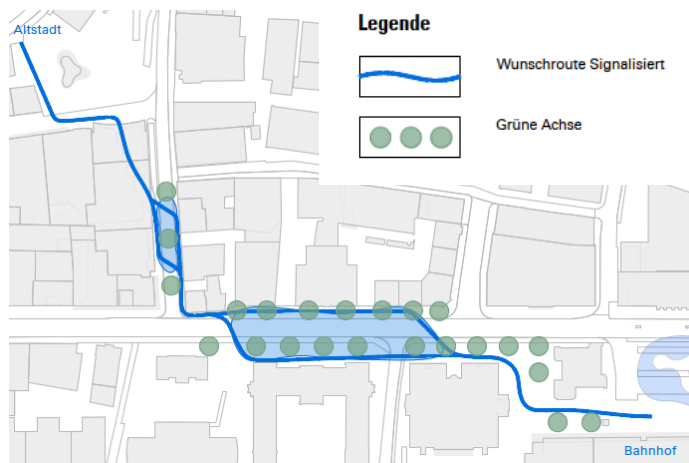 Altstadt
Legende
Wunschroute Signalisiert
Grüne Achse
Bahnhof